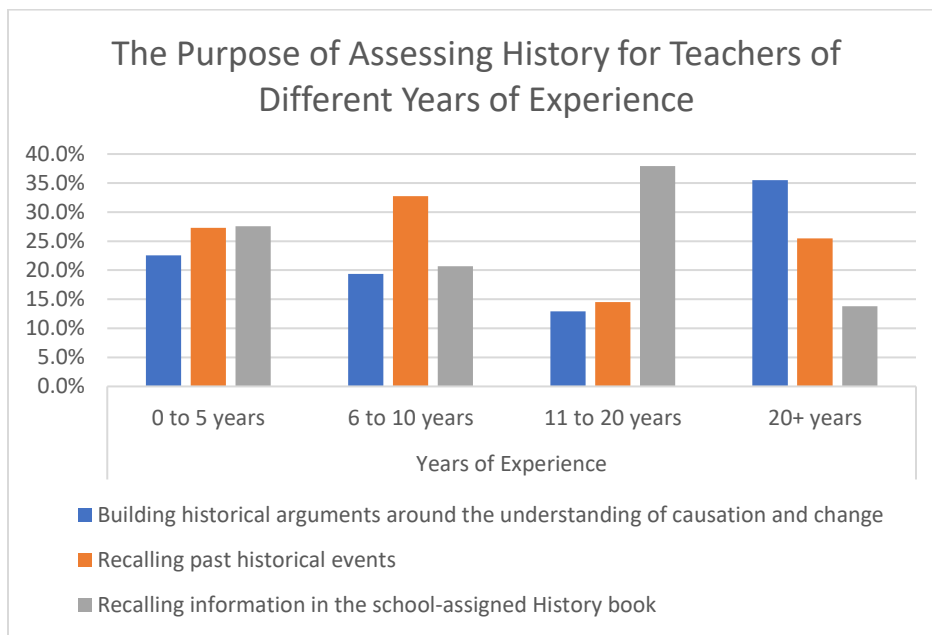 The Purpose of Assessing History for Teachers of
Different Years of Experience
40.0%
35.0%
30.0%
25.0%
20.0%
15.0%
10.0%
5.0%
0.0%
0 to 5 years 6 to 10 years 11 to 20 years 20+ years
Years of Experience
Building historical arguments around the understanding of causation and change
Recalling past historical events
Recalling information in the school-assigned History book